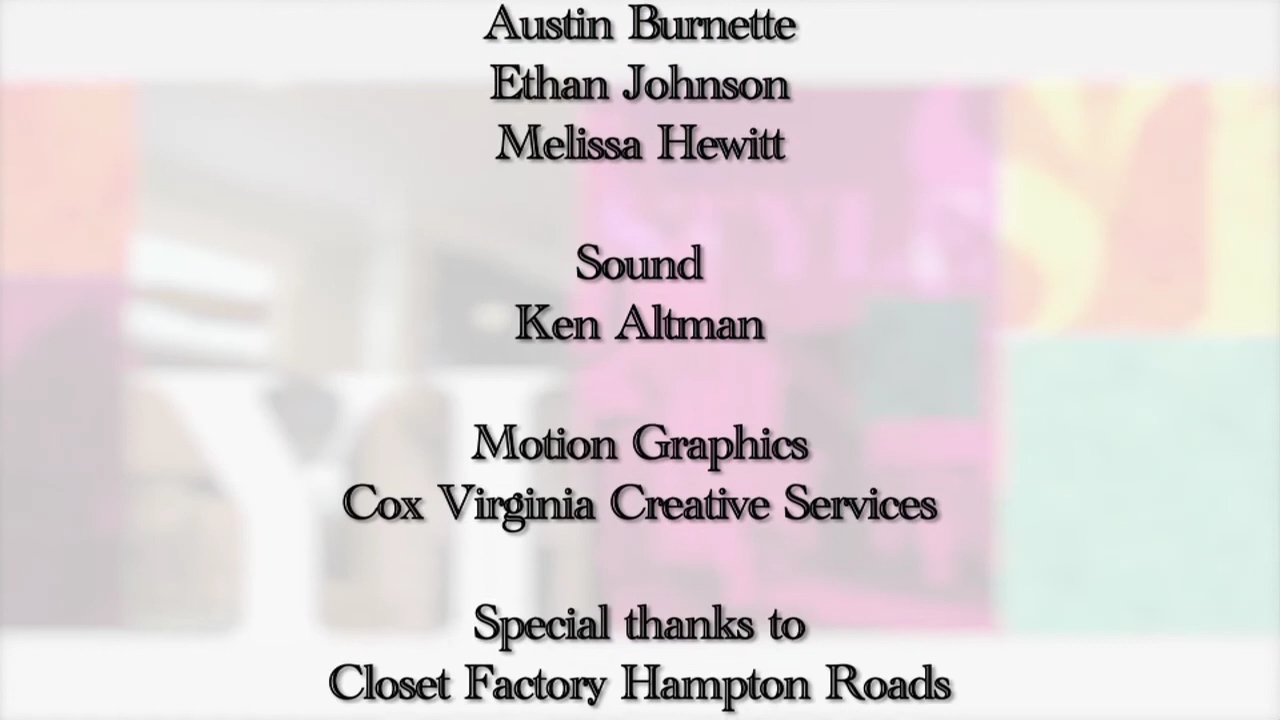 Austin Burnette
Ethan Johnson
Melissa Hewitt
Sound
Ken Altman
Motion Graphics
Cox Virginia Creative Services
Special thanks to
Closet Factory Hampton Roads